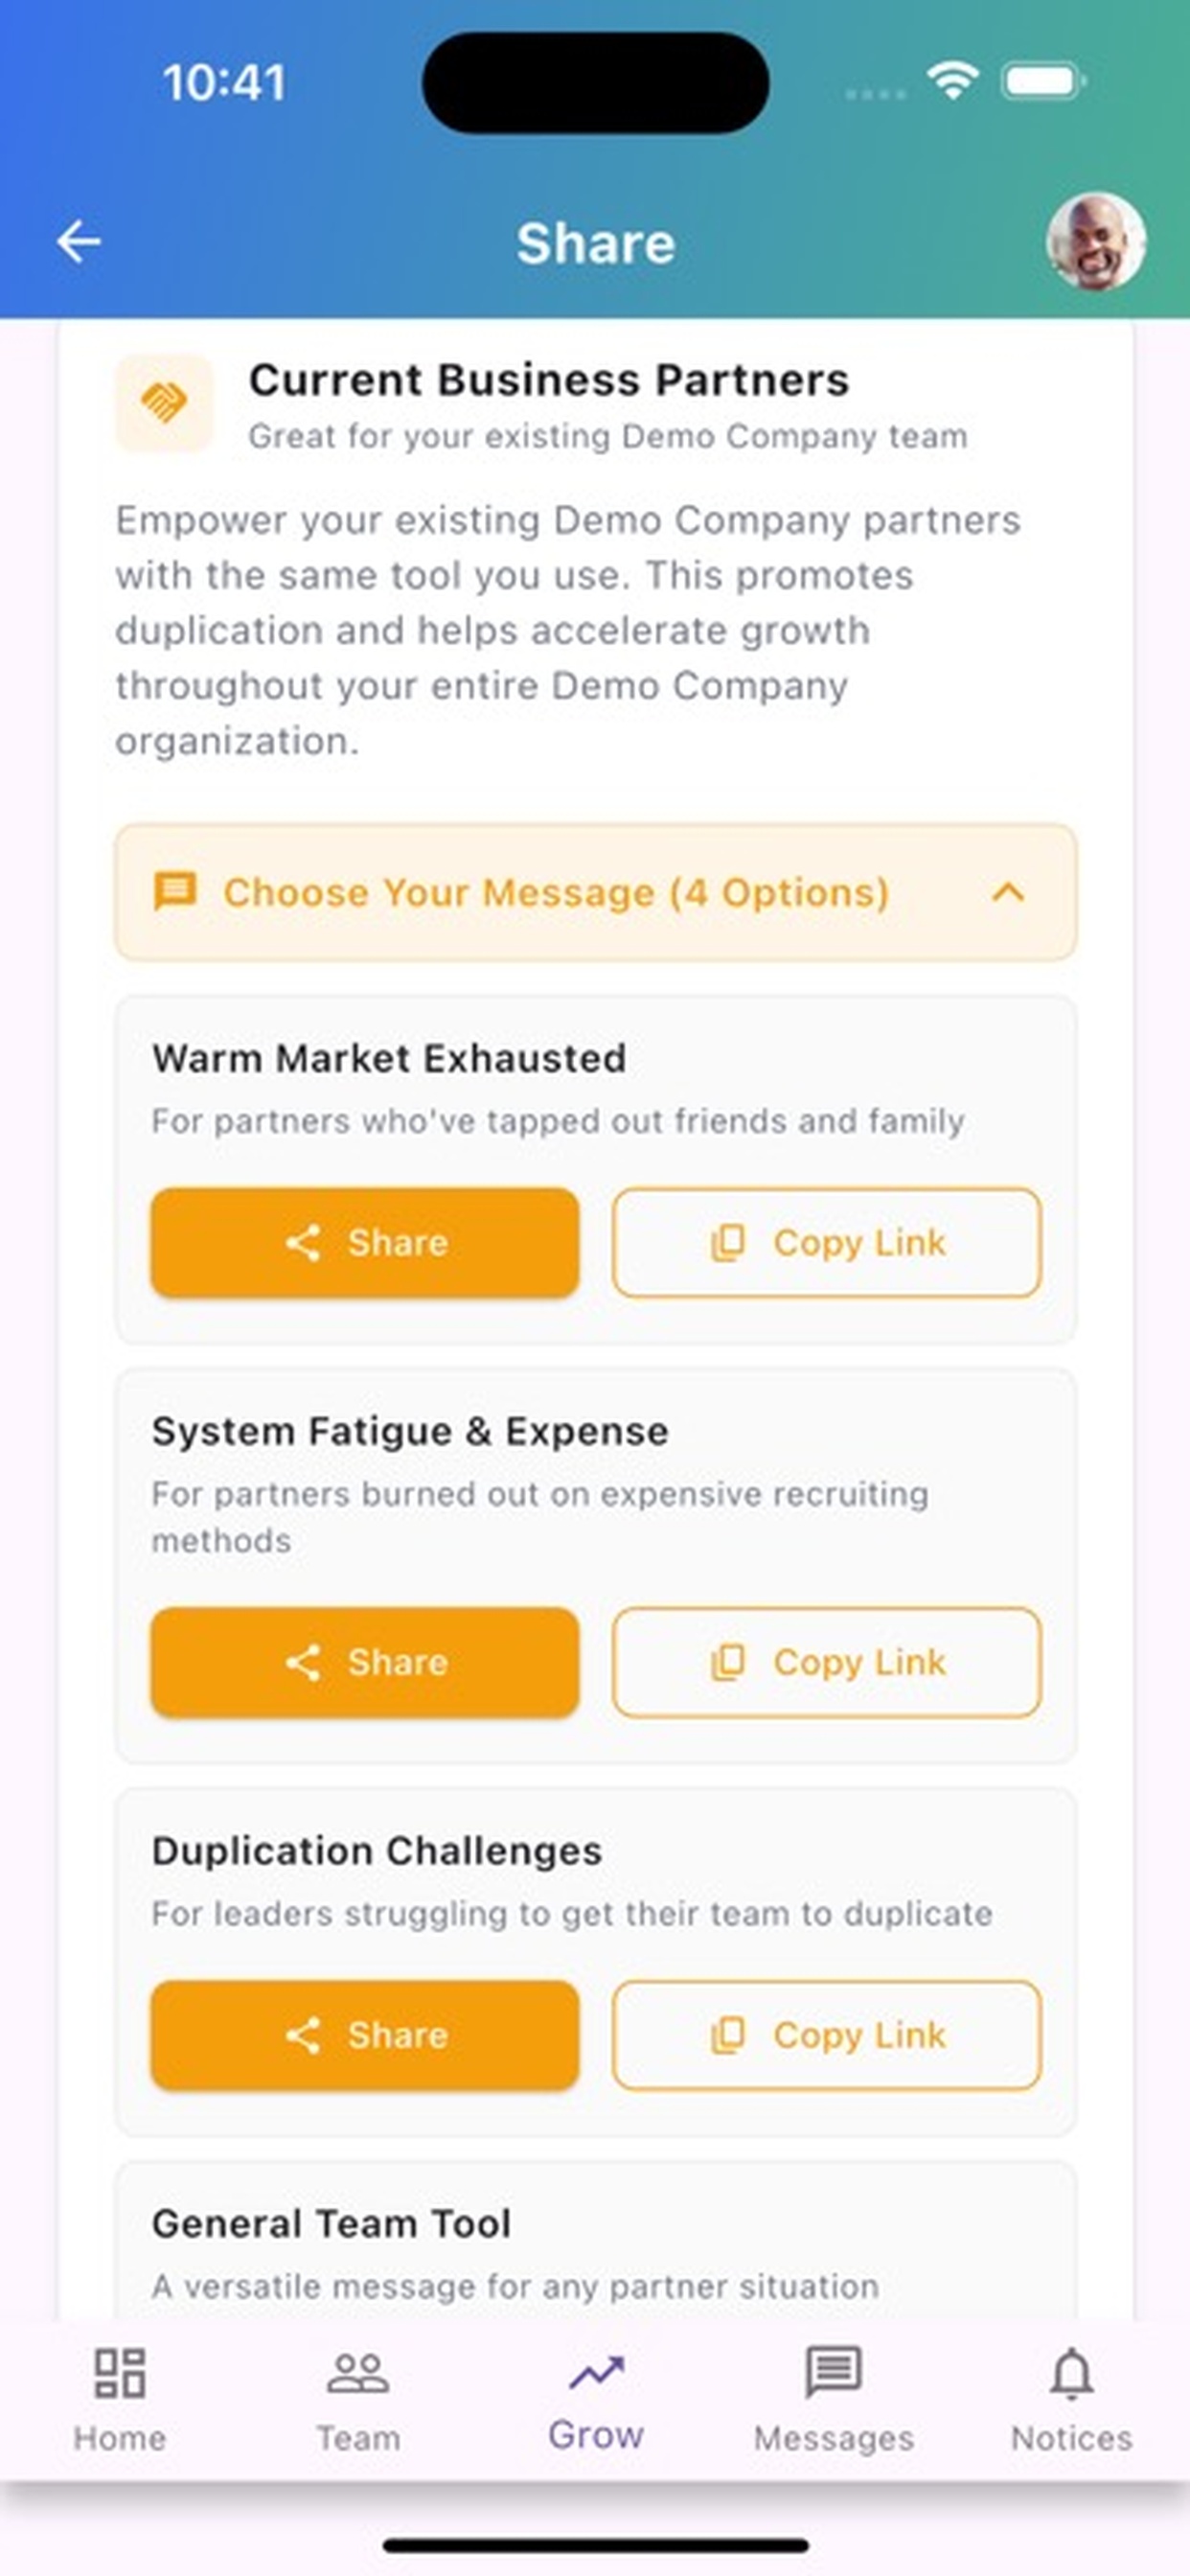 10:41
Share
Current Business Partners
Great for your existing Demo Company team
Empower your existing Demo Company partners
with the same tool you use. This promotes
duplication and helps accelerate growth
throughout your entire Demo Company
organization.
Choose Your Message (4 Options)
Warm Market Exhausted
For partners who've tapped out friends and family
Share Copy Link
System Fatigue & Expense
For partners burned out on expensive recruiting
methods
Share Copy Link
Duplication Challenges
For leaders struggling to get their team to duplicate
Share Copy Link
General Team Tool
A versatile message for any partner situation
Home Team Grow Messages Notices